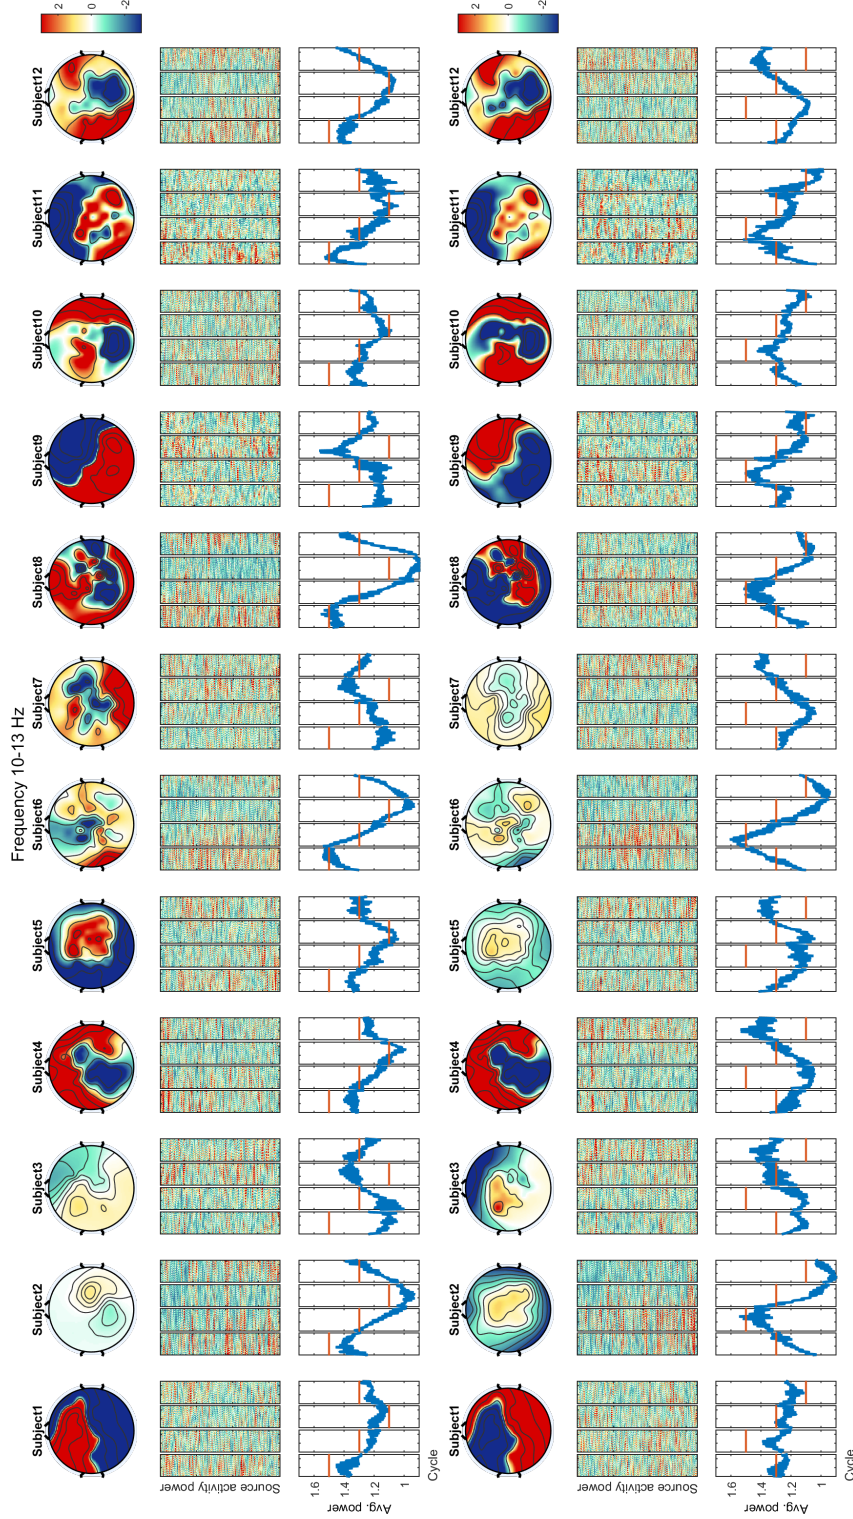 Frequency 10-13 Hz
Subject1 Subject2 Subject3 Subject4 Subject5 Subject6 Subject7 Subject8 Subject9 Subject10 Subject11 Subject12
2
0
-2
Source activity power
Avg. power
1.6
1.4
1.2
1
Cycle
Subject1 Subject2 Subject3 Subject4 Subject5 Subject6 Subject7 Subject8 Subject9 Subject10 Subject11 Subject12
2
0
-2
Source activity power
Avg. power
1.6
1.4
1.2
1
Cycle